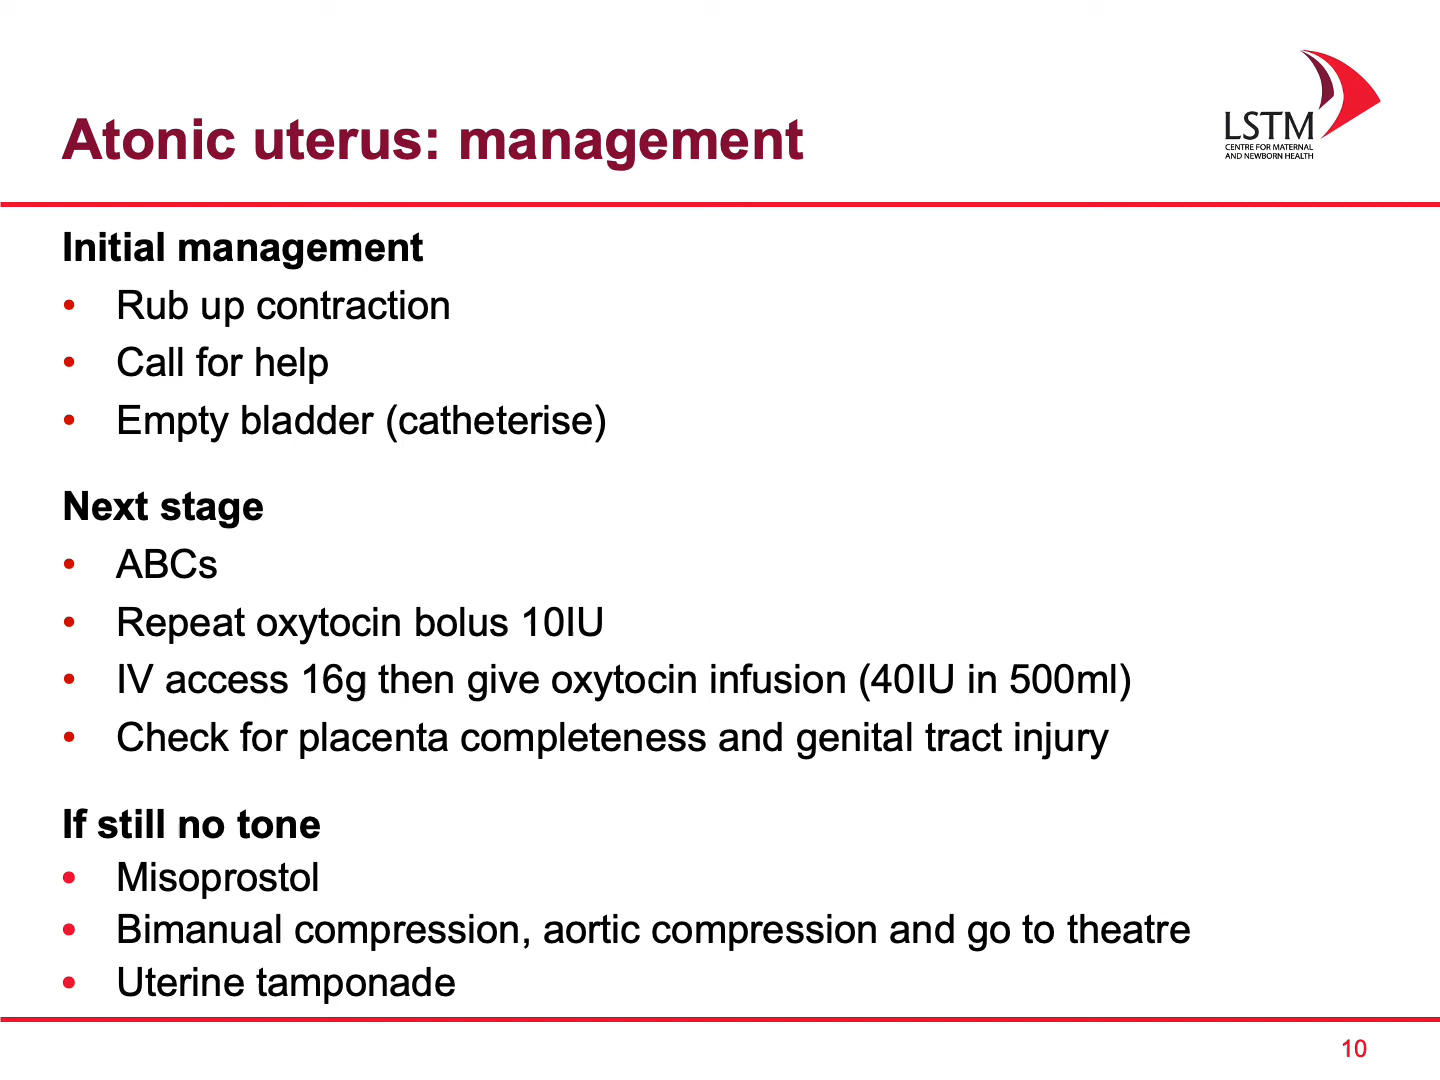 LSTM
CENTRE FOR MATERNAL
AND NEWBORN HEALTH
Atonic uterus: management
Initial management
• Rub up contraction
• Call for help
• Empty bladder (catheterise)
Next stage
• ABCs
• Repeat oxytocin bolus 10IU
• IV access 16g then give oxytocin infusion (40IU in 500ml)
• Check for placenta completeness and genital tract injury
If still no tone
• Misoprostol
• Bimanual compression, aortic compression and go to theatre
• Uterine tamponade
10